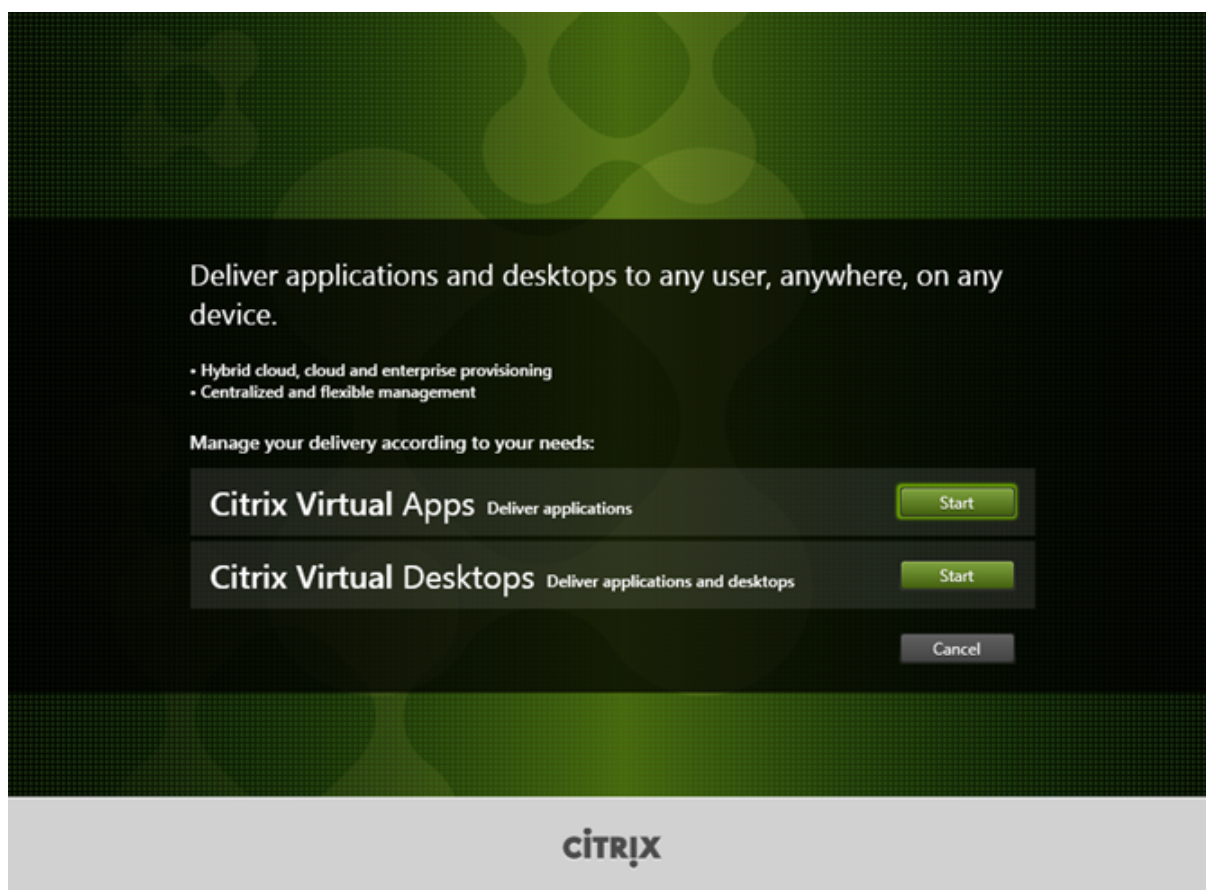 Deliver applications and desktops to any user, anywhere, on any
device.
• Hybrid cloud, cloud and enterprise provisioning
• Centralized and flexible management
Manage your delivery according to your needs:
Citrix Virtual Apps Deliver applications Start
Citrix Virtual Desktops Deliver applications and desktops Start
Cancel
CİTRIX